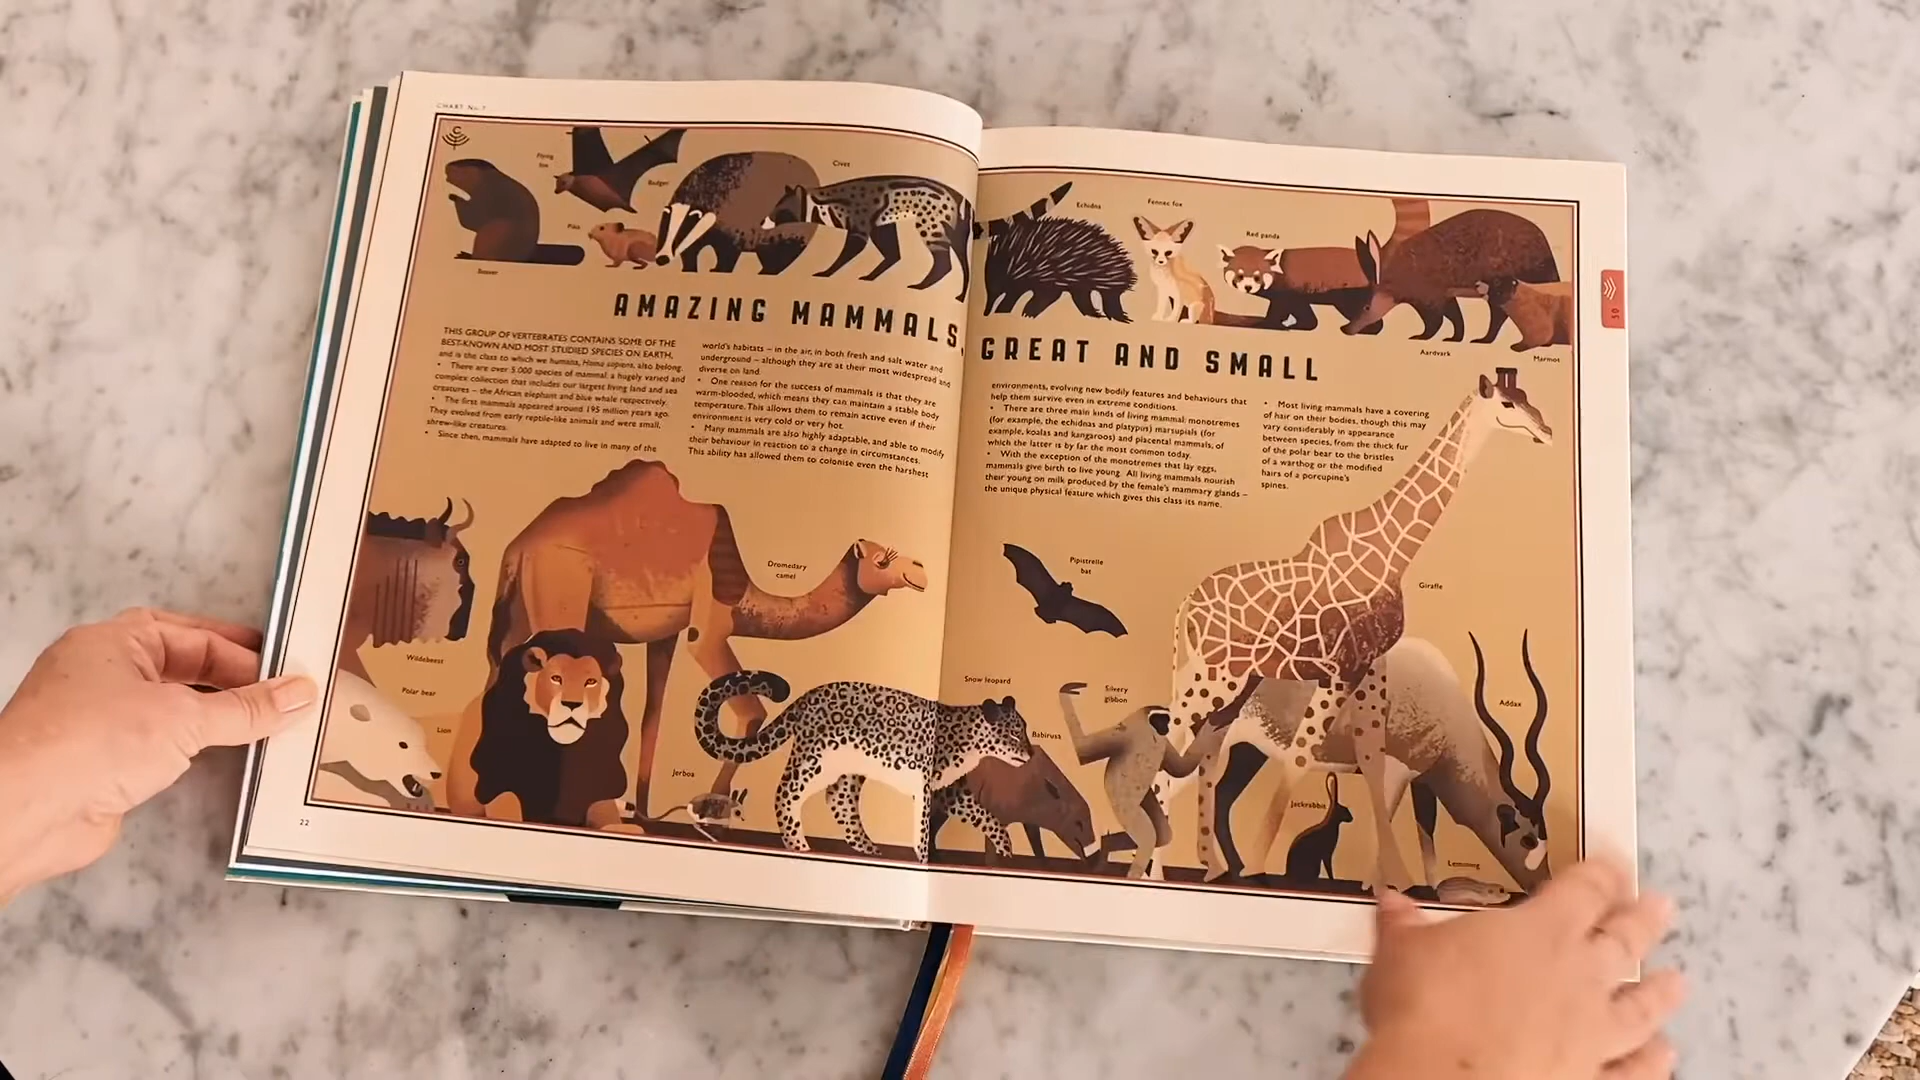 CHART No. 7
Flying
fox
Badger
Civet
Pika
Beaver
Echidna
Fennec fox
Red panda
Aardvark
Marmot
50
AMAZING MAMMALS,
GREAT AND SMALL
THIS GROUP OF VERTEBRATES CONTAINS SOME OF THE
BEST-KNOWN AND MOST STUDIED SPECIES ON EARTH,
and is the class to which we humans, Homo sapiens, also belong.
• There are over 5,000 species of mammal: a hugely varied and
complex collection that includes our largest living land and sea
creatures – the African elephant and blue whale respectively.
• The first mammals appeared around 195 million years ago.
They evolved from early reptile-like animals and were small,
shrew-like creatures.
• Since then, mammals have adapted to live in many of the
world's habitats – in the air, in both fresh and salt water and
underground – although they are at their most widespread and
diverse on land.
• One reason for the success of mammals is that they are
warm-blooded, which means they can maintain a stable body
temperature. This allows them to remain active even if their
environment is very cold or very hot.
• Many mammals are also highly adaptable, and able to modify
their behaviour in reaction to a change in circumstances.
This ability has allowed them to colonise even the harshest
environments, evolving new bodily features and behaviours that
help them survive even in extreme conditions.
• There are three main kinds of living mammal: monotremes
(for example, the echidnas and platypus) marsupials (for
example, koalas and kangaroos) and placental mammals, of
which the latter is by far the most common today.
• With the exception of the monotremes that lay eggs,
mammals give birth to live young. All living mammals nourish
their young on milk produced by the female's mammary glands –
the unique physical feature which gives this class its name.
• Most living mammals have a covering
of hair on their bodies, though this may
vary considerably in appearance
between species, from the thick fur
of the polar bear to the bristles
of a warthog or the modified
hairs of a porcupine's
spines.
Dromedary
camel
Pipistrelle
bat
Giraffe
Wildebeest
Polar bear
Lion
Jerboa
Snow leopard
Babirusa
Silvery
gibbon
Addax
Jackrabbit
Lemming
22